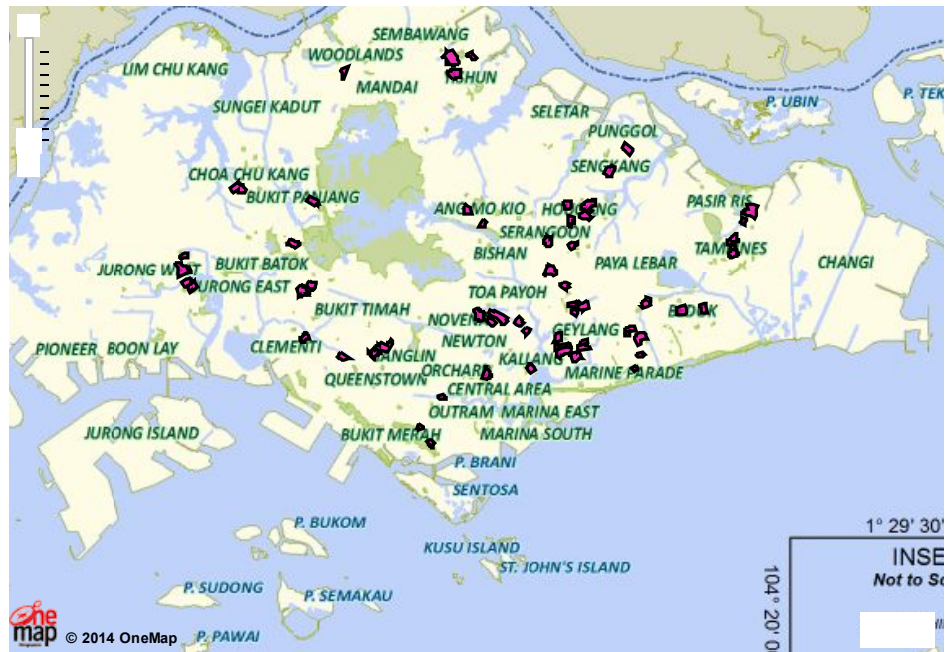 SEMBAWANG
WOODLANDS
LIM CHU KANG
MANDAI
SUNGEI KADUT
SELETAR
P. UBIN
P. TEK
PUNGGOL
SENGKANG
CHOA CHU KANG
BUKIT PANJANG
ANG MO KIO
PASIR RIS
SERANGOON
BISHAN
TAMPINES
JURONG WEST
BUKIT BATOK
PAYA LEBAR
CHANGI
JURONG EAST
TOA PAYOH
BUKIT TIMAH
NOVENA
BEDOK
GEYLANG
NEWTON
PIONEER
BOON LAY
CLEMENTI
TANGLIN
KALLANG
ORCHARD
MARINE PARADE
QUEENSTOWN
CENTRAL AREA
OUTRAM
MARINA EAST
JURONG ISLAND
BUKIT MERAH
MARINA SOUTH
P. BRANI
SENTOSA
P. BUKOM
1° 29' 30'
KUSU ISLAND
INSE
ST. JOHN'S ISLAND
Not to Sc
104° 20' 0
P. SUDONG
P. SEMAKAU
One
map
© 2014 OneMap
P. PAWAI